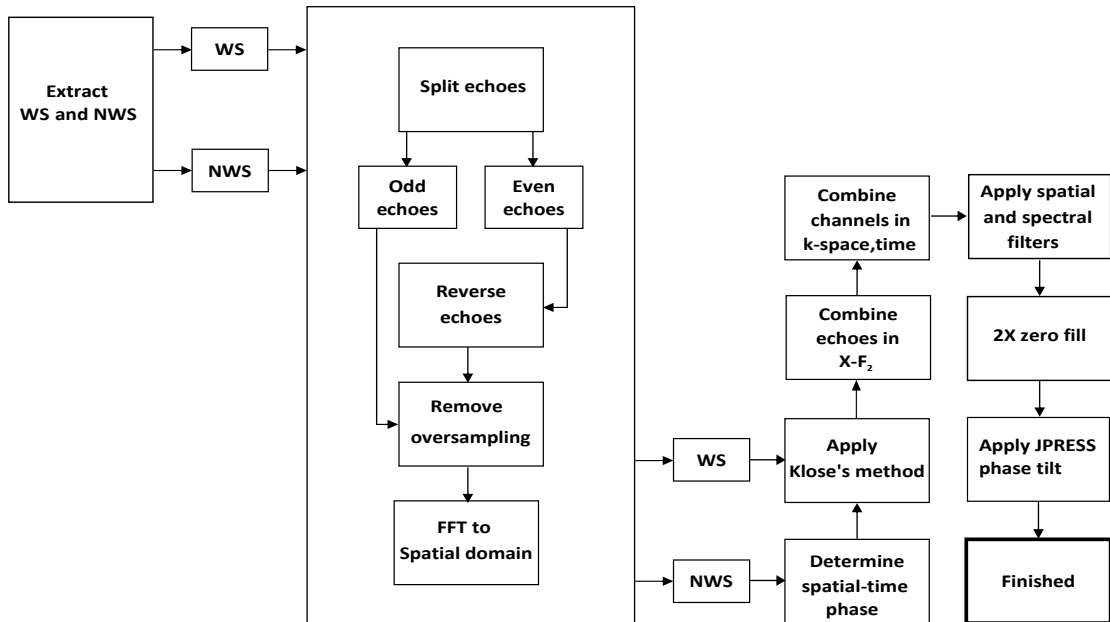 Extract
WS and NWS
WS
NWS
Split echoes
Odd
echoes
Even
echoes
Reverse
echoes
Remove
oversampling
FFT to
Spatial domain
WS
NWS
Determine
spatial-time
phase
Apply
Klose's method
Combine
echoes in
X-F₂
Combine
channels in
k-space,time
Apply spatial
and spectral
filters
2X zero fill
Apply JPRESS
phase tilt
Finished